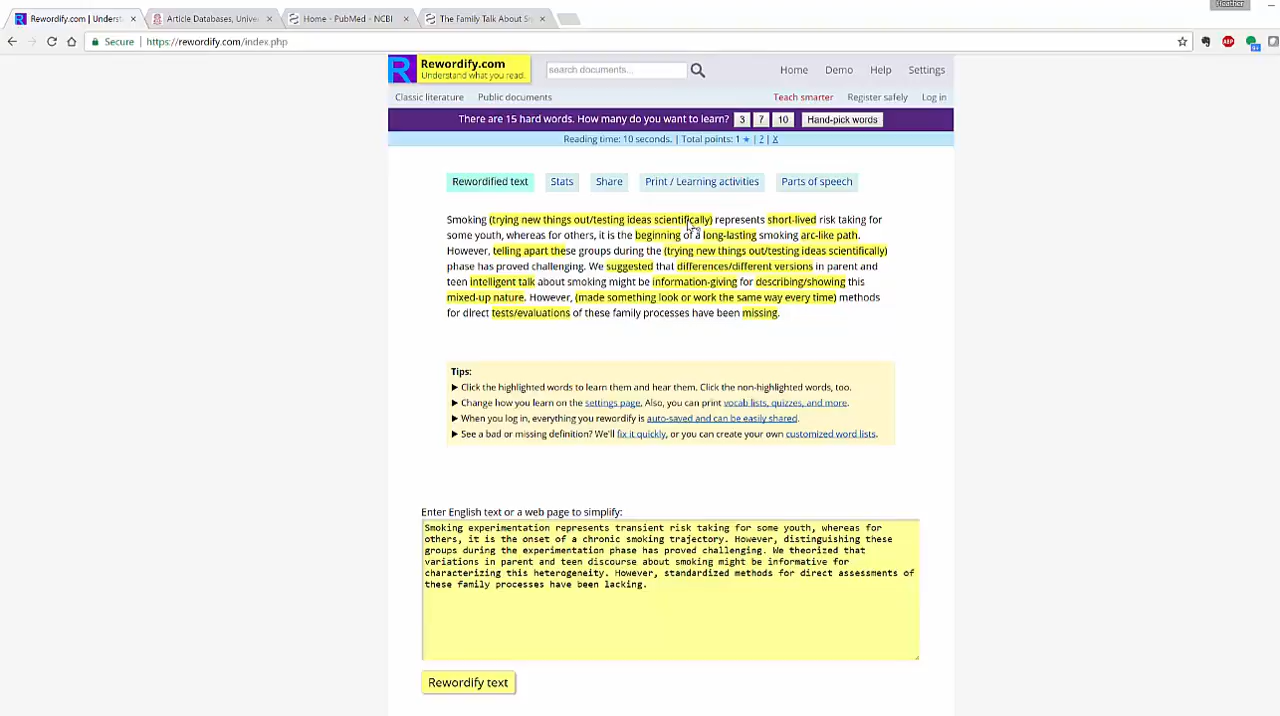 Heather
Rewordify.com | Underst
Article Databases, Unive
Home - PubMed - NCBI
The Family Talk About S
Secure
https://rewordify.com/index.php
R
Rewordify.com
Understand what you read.
search documents...
Home
Demo
Help
Settings
Classic literature
Public documents
Teach smarter
Register safely
Log in
There are 15 hard words. How many do you want to learn? 3 7 10 Hand-pick words
Reading time: 10 seconds. | Total points: 1 ★ | ? | X
Rewordified text
Stats
Share
Print / Learning activities
Parts of speech
Smoking (trying new things out/testing ideas scientifically) represents short-lived risk taking for
some youth, whereas for others, it is the beginning of a long-lasting smoking arc-like path.
However, telling apart these groups during the (trying new things out/testing ideas scientifically)
phase has proved challenging. We suggested that differences/different versions in parent and
teen intelligent talk about smoking might be information-giving for describing/showing this
mixed-up nature. However, (made something look or work the same way every time) methods
for direct tests/evaluations of these family processes have been missing.
Tips:
► Click the highlighted words to learn them and hear them. Click the non-highlighted words, too.
► Change how you learn on the settings page. Also, you can print vocab lists, quizzes, and more.
► When you log in, everything you rewordify is auto-saved and can be easily shared.
► See a bad or missing definition? We'll fix it quickly, or you can create your own customized word lists.
Enter English text or a web page to simplify:
Smoking experimentation represents transient risk taking for some youth, whereas for
others, it is the onset of a chronic smoking trajectory. However, distinguishing these
groups during the experimentation phase has proved challenging. We theorized that
variations in parent and teen discourse about smoking might be informative for
characterizing this heterogeneity. However, standardized methods for direct assessments of
these family processes have been lacking.
Rewordify text